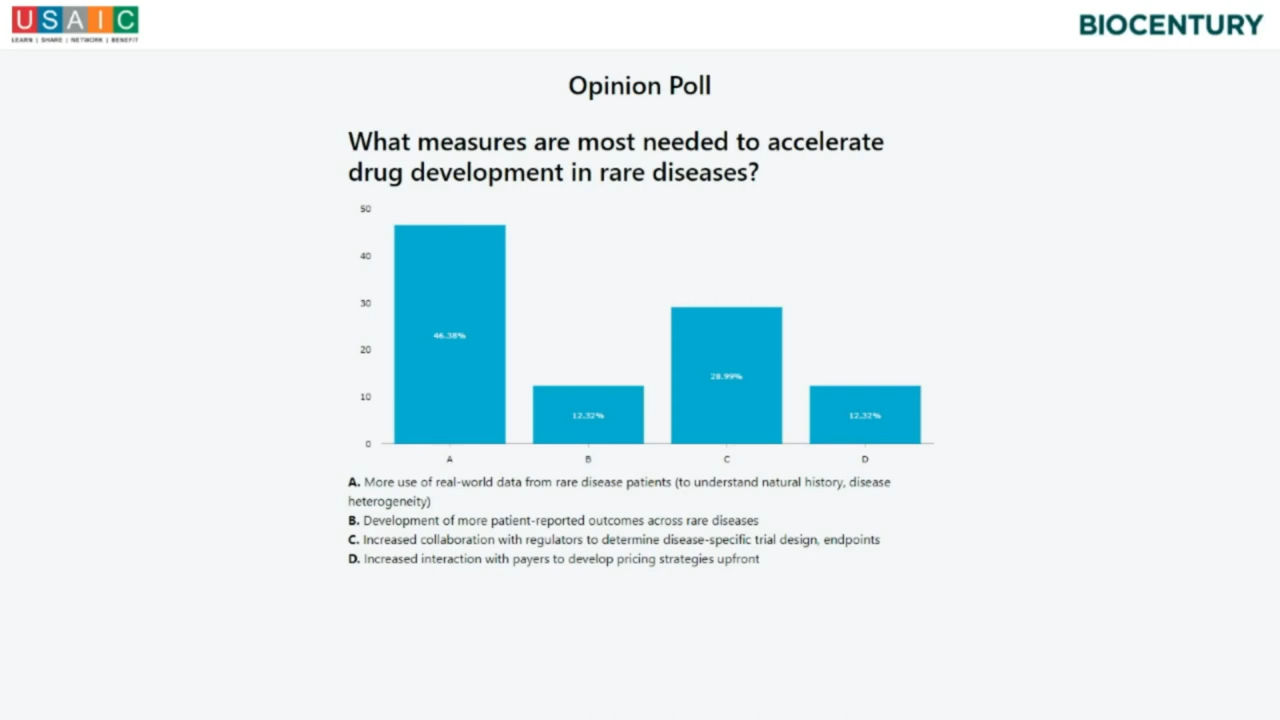 USAIC
LEARN | SHARE | NETWORK | BENEFIT
BIOCENTURY
Opinion Poll
What measures are most needed to accelerate
drug development in rare diseases?
50
40
30
20
10
0
46.38%
12.32%
28.99%
12.32%
A
B
C
D
A. More use of real-world data from rare disease patients (to understand natural history, disease
heterogeneity)
B. Development of more patient-reported outcomes across rare diseases
C. Increased collaboration with regulators to determine disease-specific trial design, endpoints
D. Increased interaction with payers to develop pricing strategies upfront